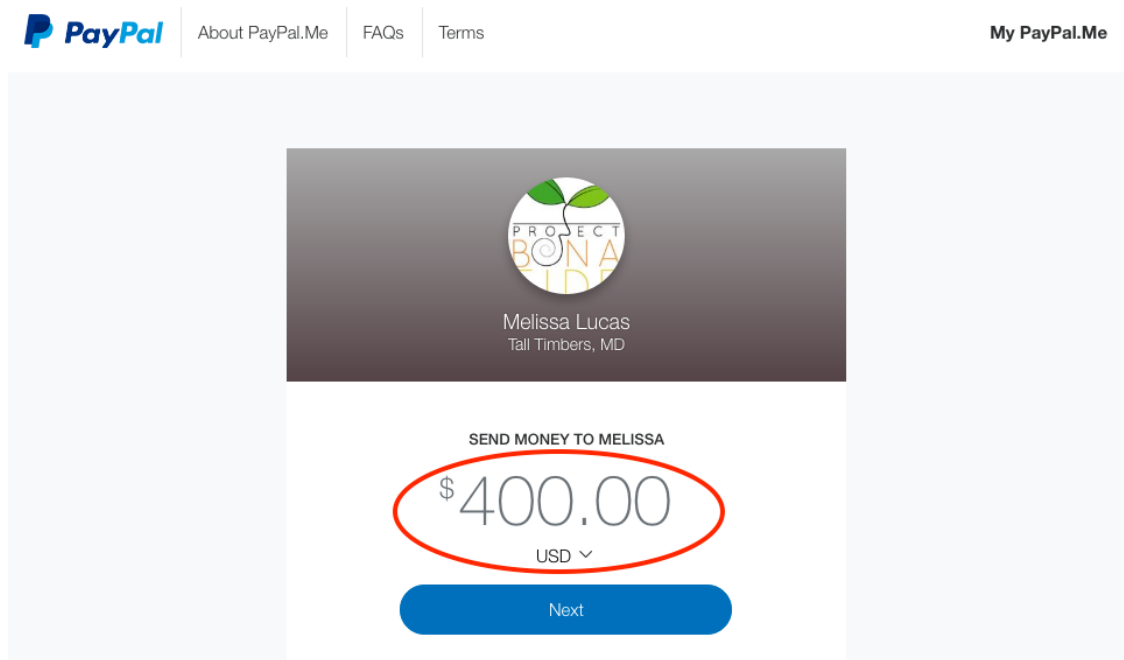 PayPal
About PayPal.Me
FAQs
Terms
My PayPal.Me
PROJECT
BONA
FIDE
Melissa Lucas
Tall Timbers, MD
SEND MONEY TO MELISSA
$400.00
USD
Next